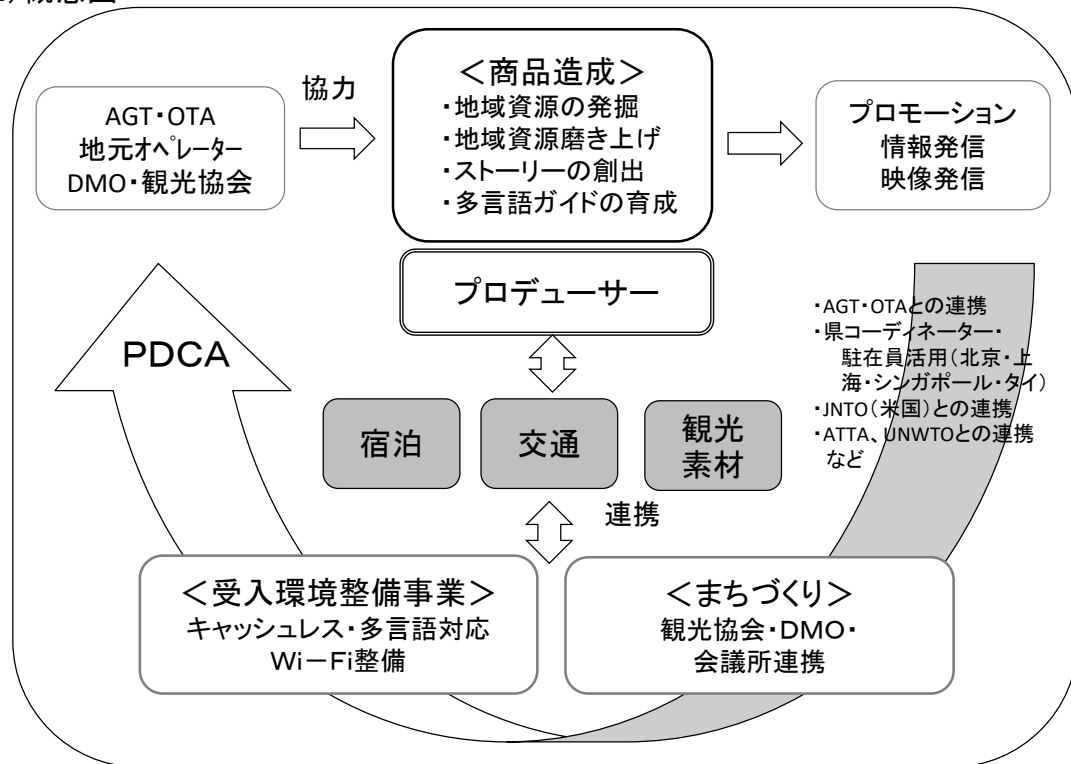 概念図
AGT・OTA
地元オペレーター
DMO・観光協会
協力
＜商品造成＞
・地域資源の発掘
・地域資源磨き上げ
・ストーリーの創出
・多言語ガイドの育成
プロモーション
情報発信
映像発信
プロデューサー
PDCA
・AGT・OTAとの連携
・県コーディネーター・
駐在員活用（北京・上
海・シンガポール・タイ）
・JNTO（米国）との連携
・ATTA、UNWTOとの連携
など
宿泊
交通
観光
素材
連携
＜受入環境整備事業＞
キャッシュレス・多言語対応
Wi－Fi整備
＜まちづくり＞
観光協会・DMO・
会議所連携